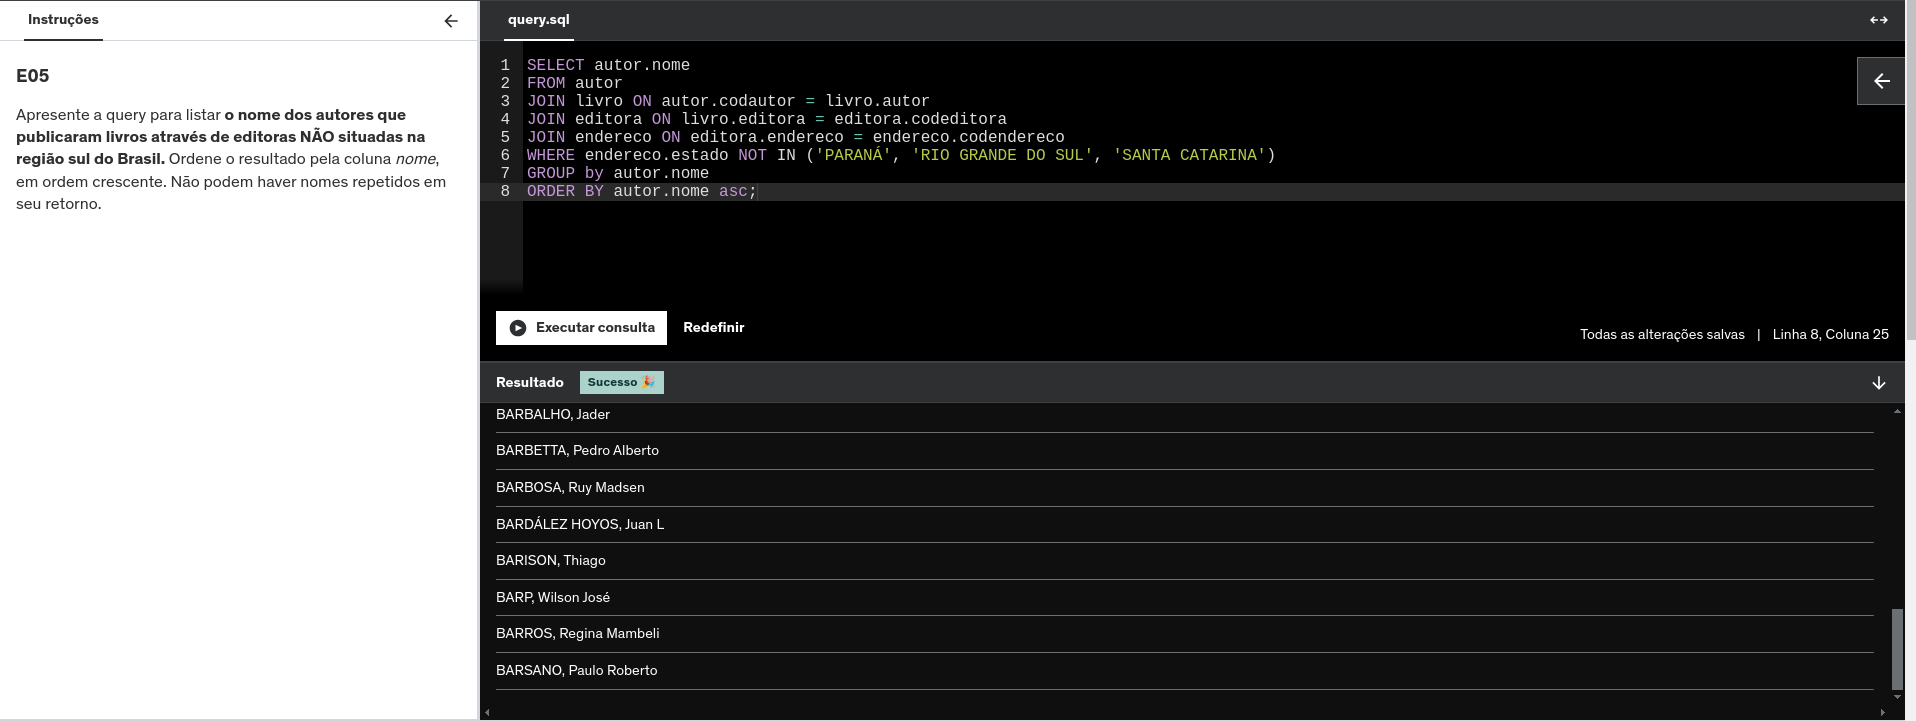 Instruções
E05
Apresente a query para listar o nome dos autores que
publicaram livros através de editoras NÃO situadas na
região sul do Brasil. Ordene o resultado pela coluna nome,
em ordem crescente. Não podem haver nomes repetidos em
seu retorno.
query.sql
1 SELECT autor.nome
2 FROM autor
3 JOIN livro ON autor.codautor = livro.autor
4 JOIN editora ON livro.editora = editora.codeditora
5 JOIN endereco ON editora.endereco = endereco.codendereco
6 WHERE endereco.estado NOT IN ('PARANÁ', 'RIO GRANDE DO SUL', 'SANTA CATARINA')
7 GROUP by autor.nome
8 ORDER BY autor.nome asc;
Executar consulta Redefinir
Todas as alterações salvas | Linha 8, Coluna 25
Resultado Sucesso 🎉
BARBALHO, Jader
BARBETTA, Pedro Alberto
BARBOSA, Ruy Madsen
BARDÁLEZ HOYOS, Juan L
BARISON, Thiago
BARP, Wilson José
BARROS, Regina Mambeli
BARSANO, Paulo Roberto